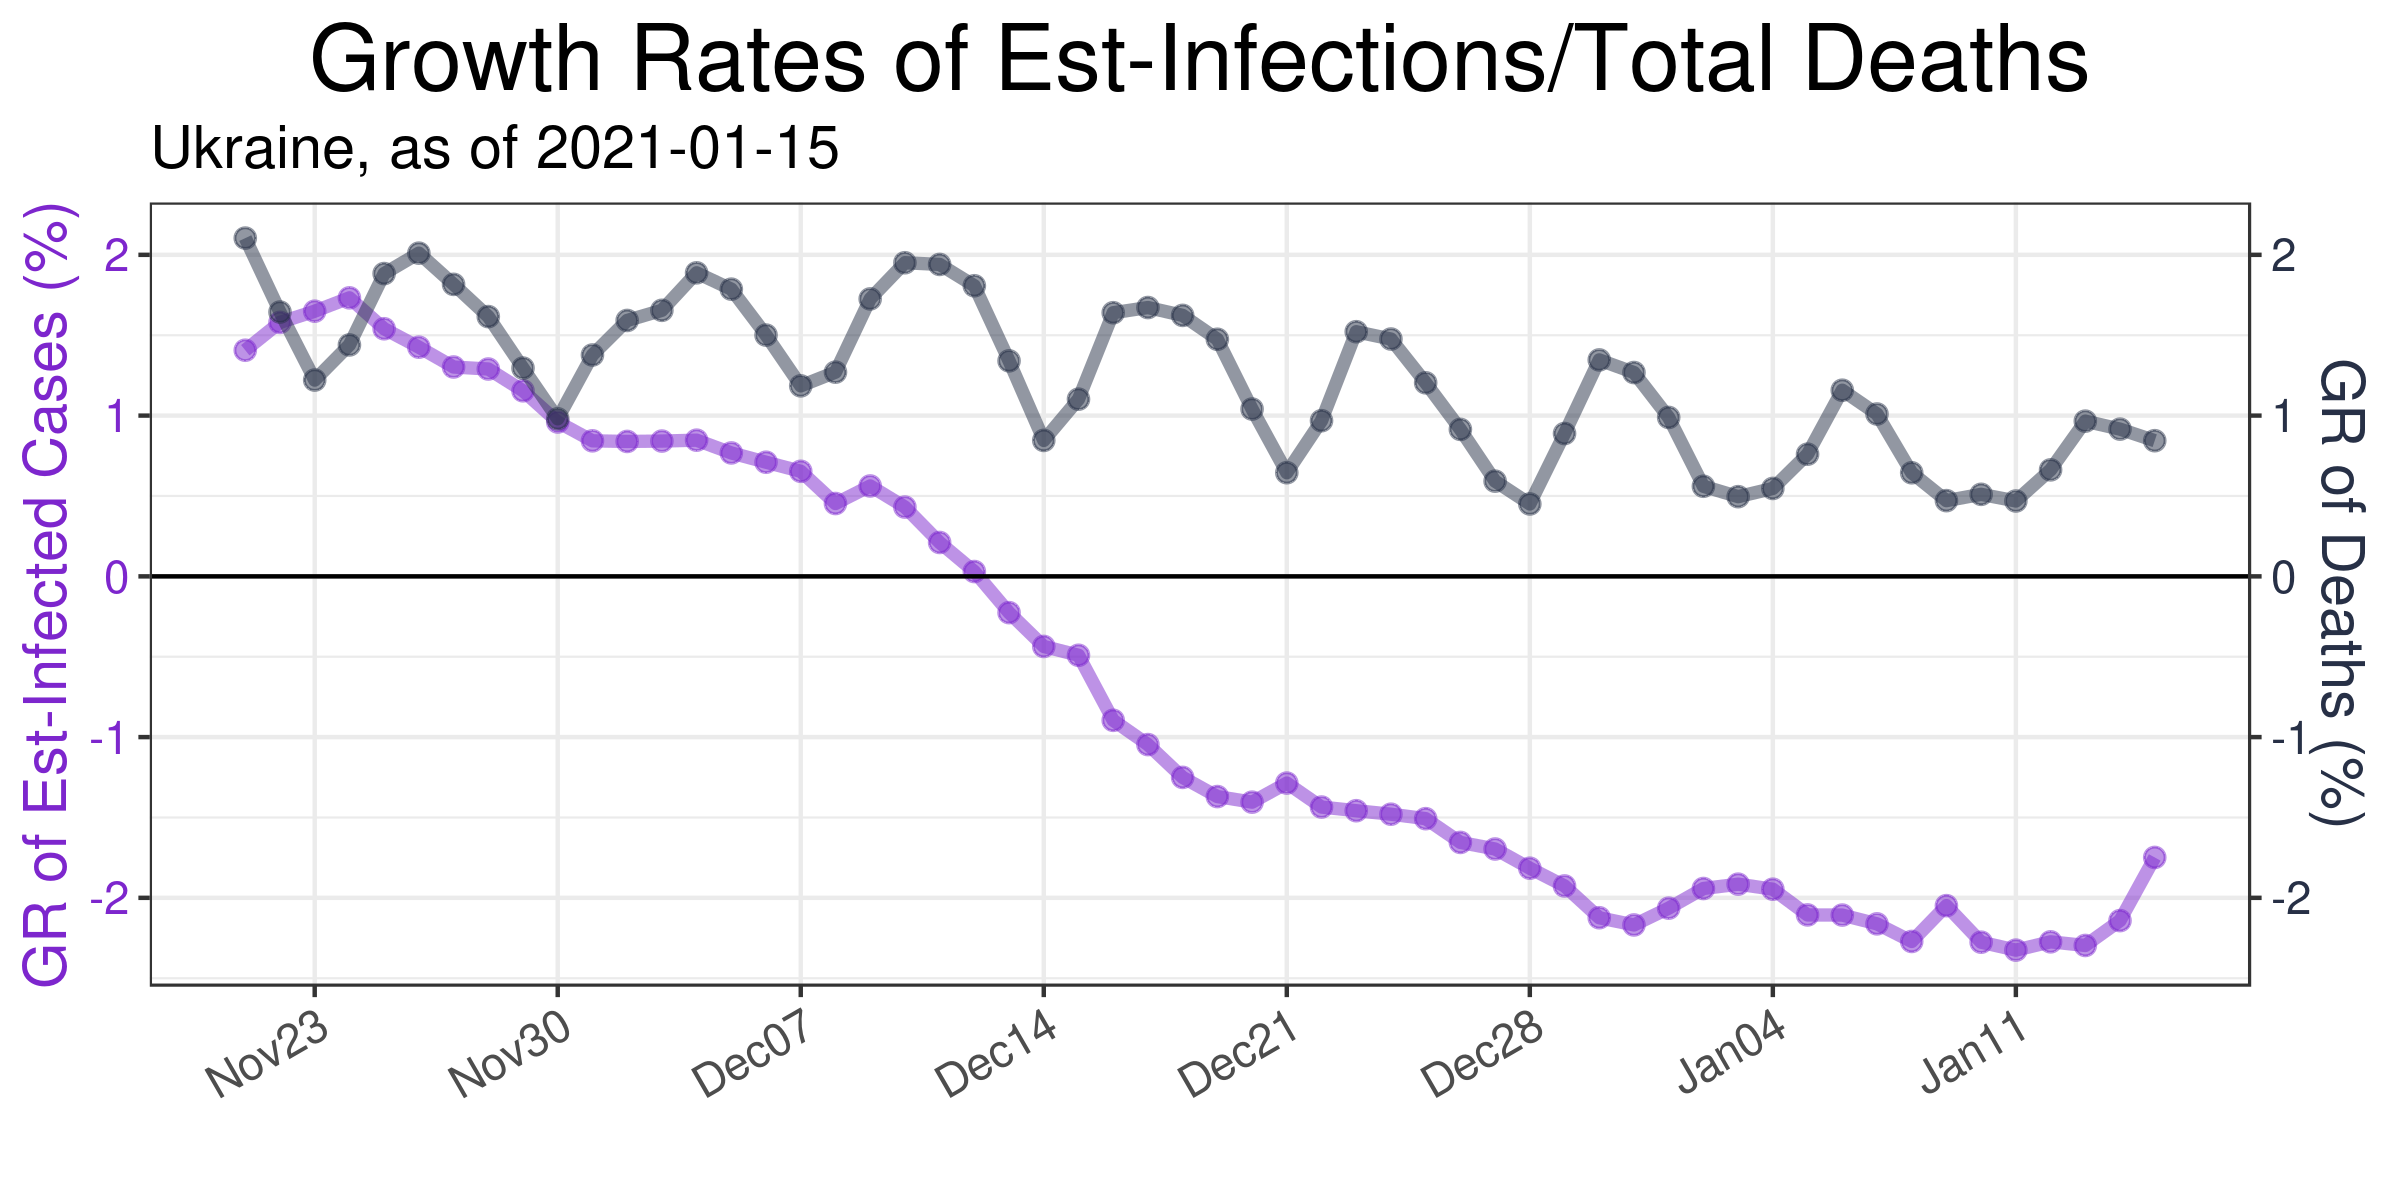 Growth Rates of Est-Infections/Total Deaths
Ukraine, as of 2021-01-15
GR of Est-Infected Cases (%)
2
1
0
-1
-2
2
1
0
-1
-2
GR of Deaths (%)
Nov23
Nov30
Dec07
Dec14
Dec21
Dec28
Jan04
Jan11